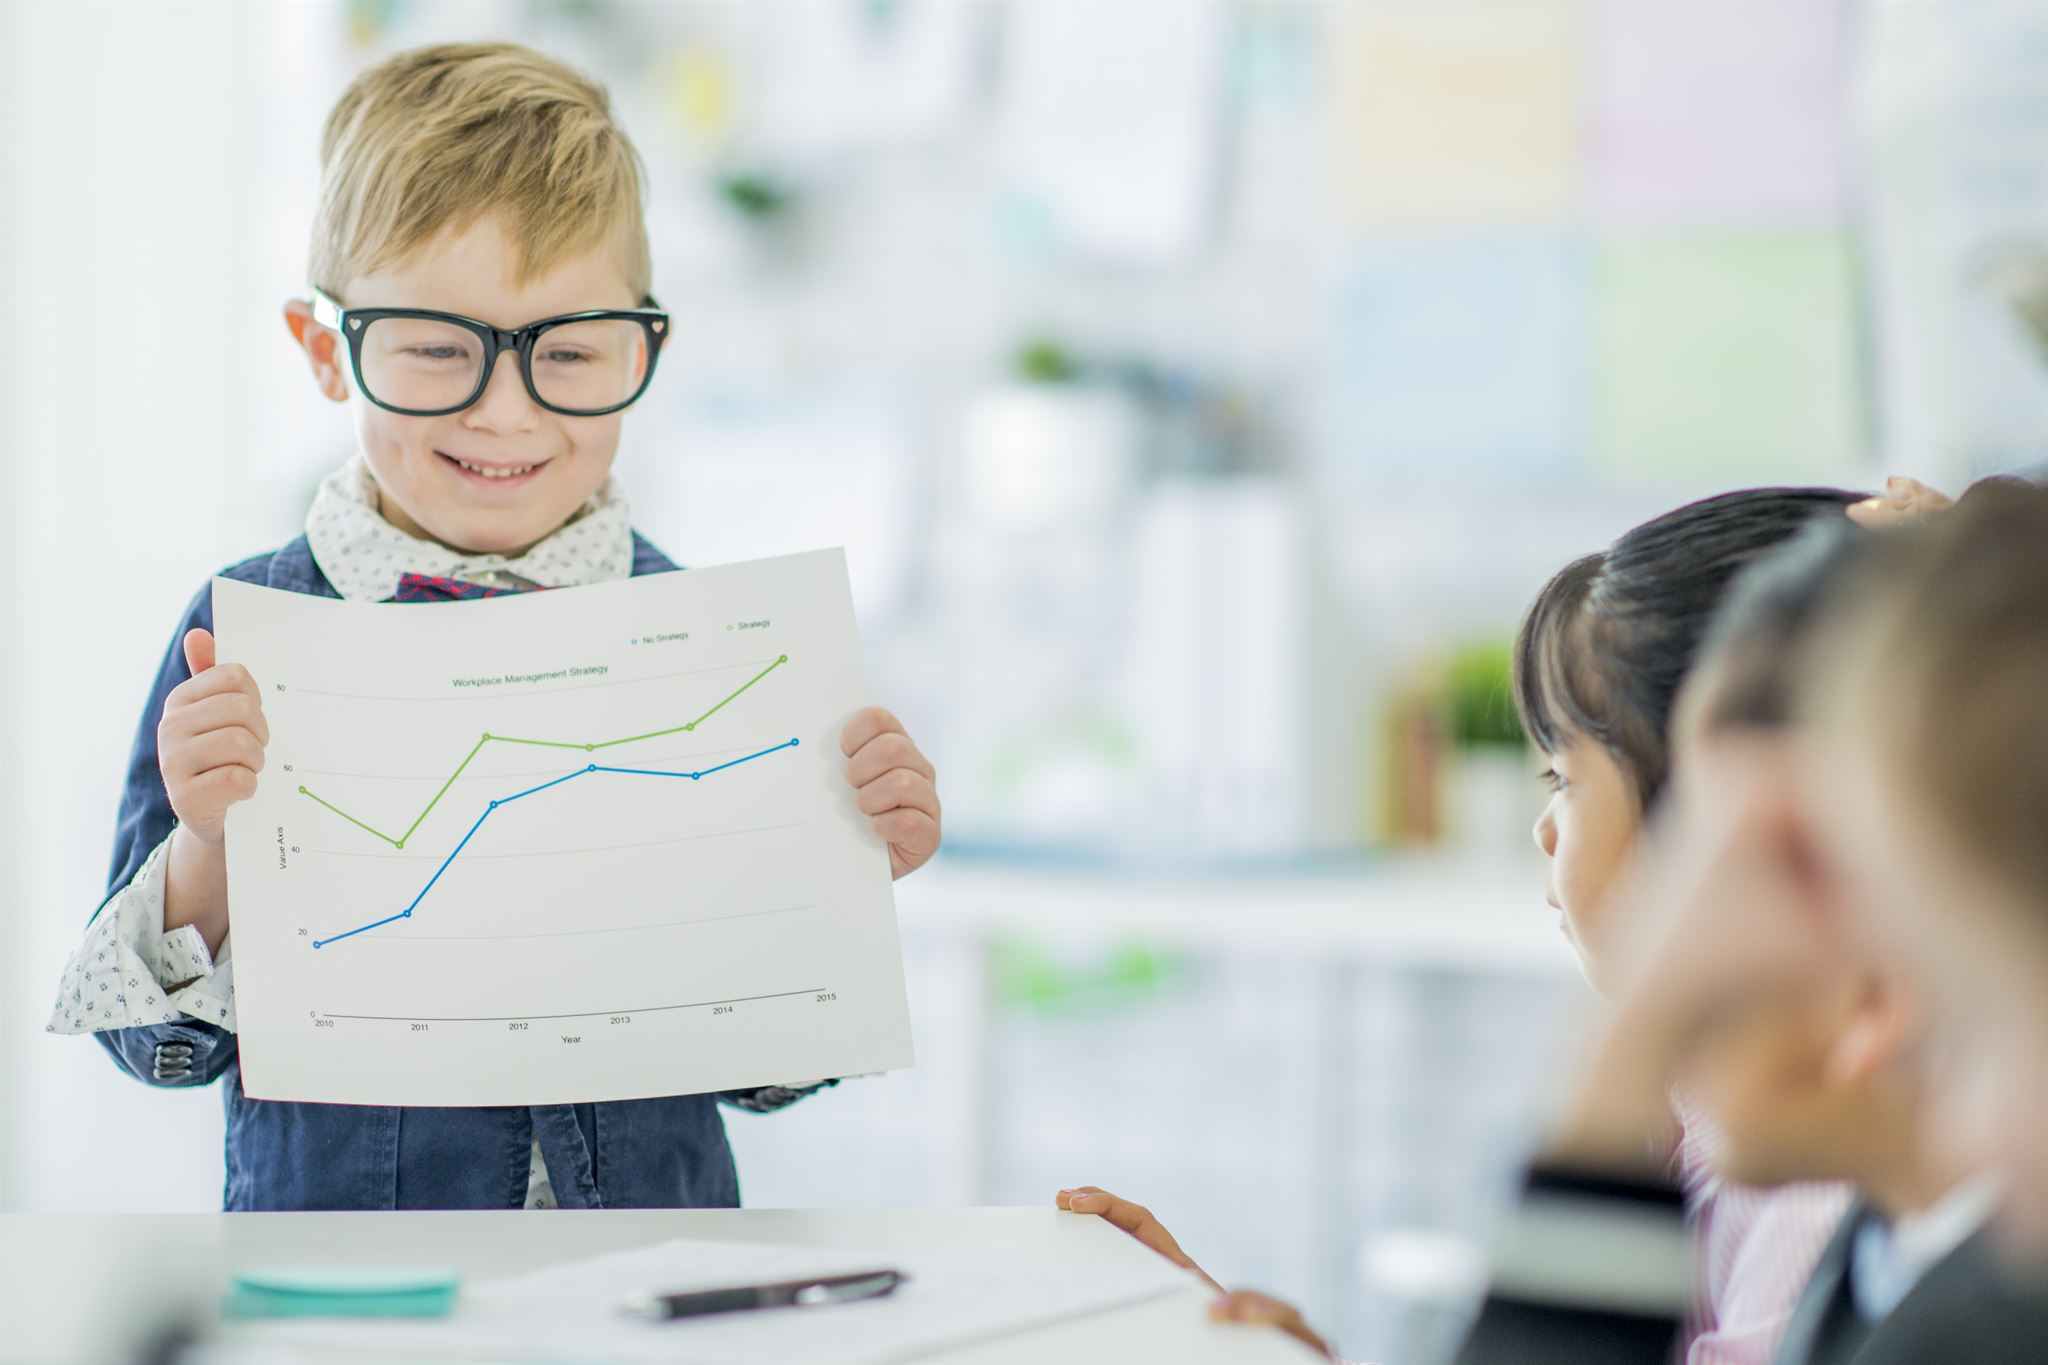 No Strategy
Strategy
Workplace Management Strategy
80
60
40
20
0
Value Axis
2010
2011
2012
2013
2014
2015
Year